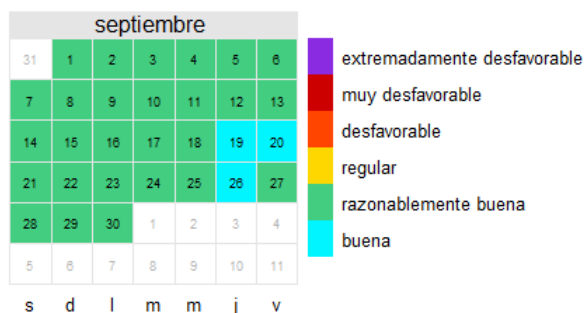 septiembre
31 1 2 3 4 5 6
7 8 9 10 11 12 13
14 15 16 17 18 19 20
21 22 23 24 25 26 27
28 29 30 1 2 3 4
5 6 7 8 9 10 11
s d l m m j v
extremadamente desfavorable
muy desfavorable
desfavorable
regular
razonablemente buena
buena